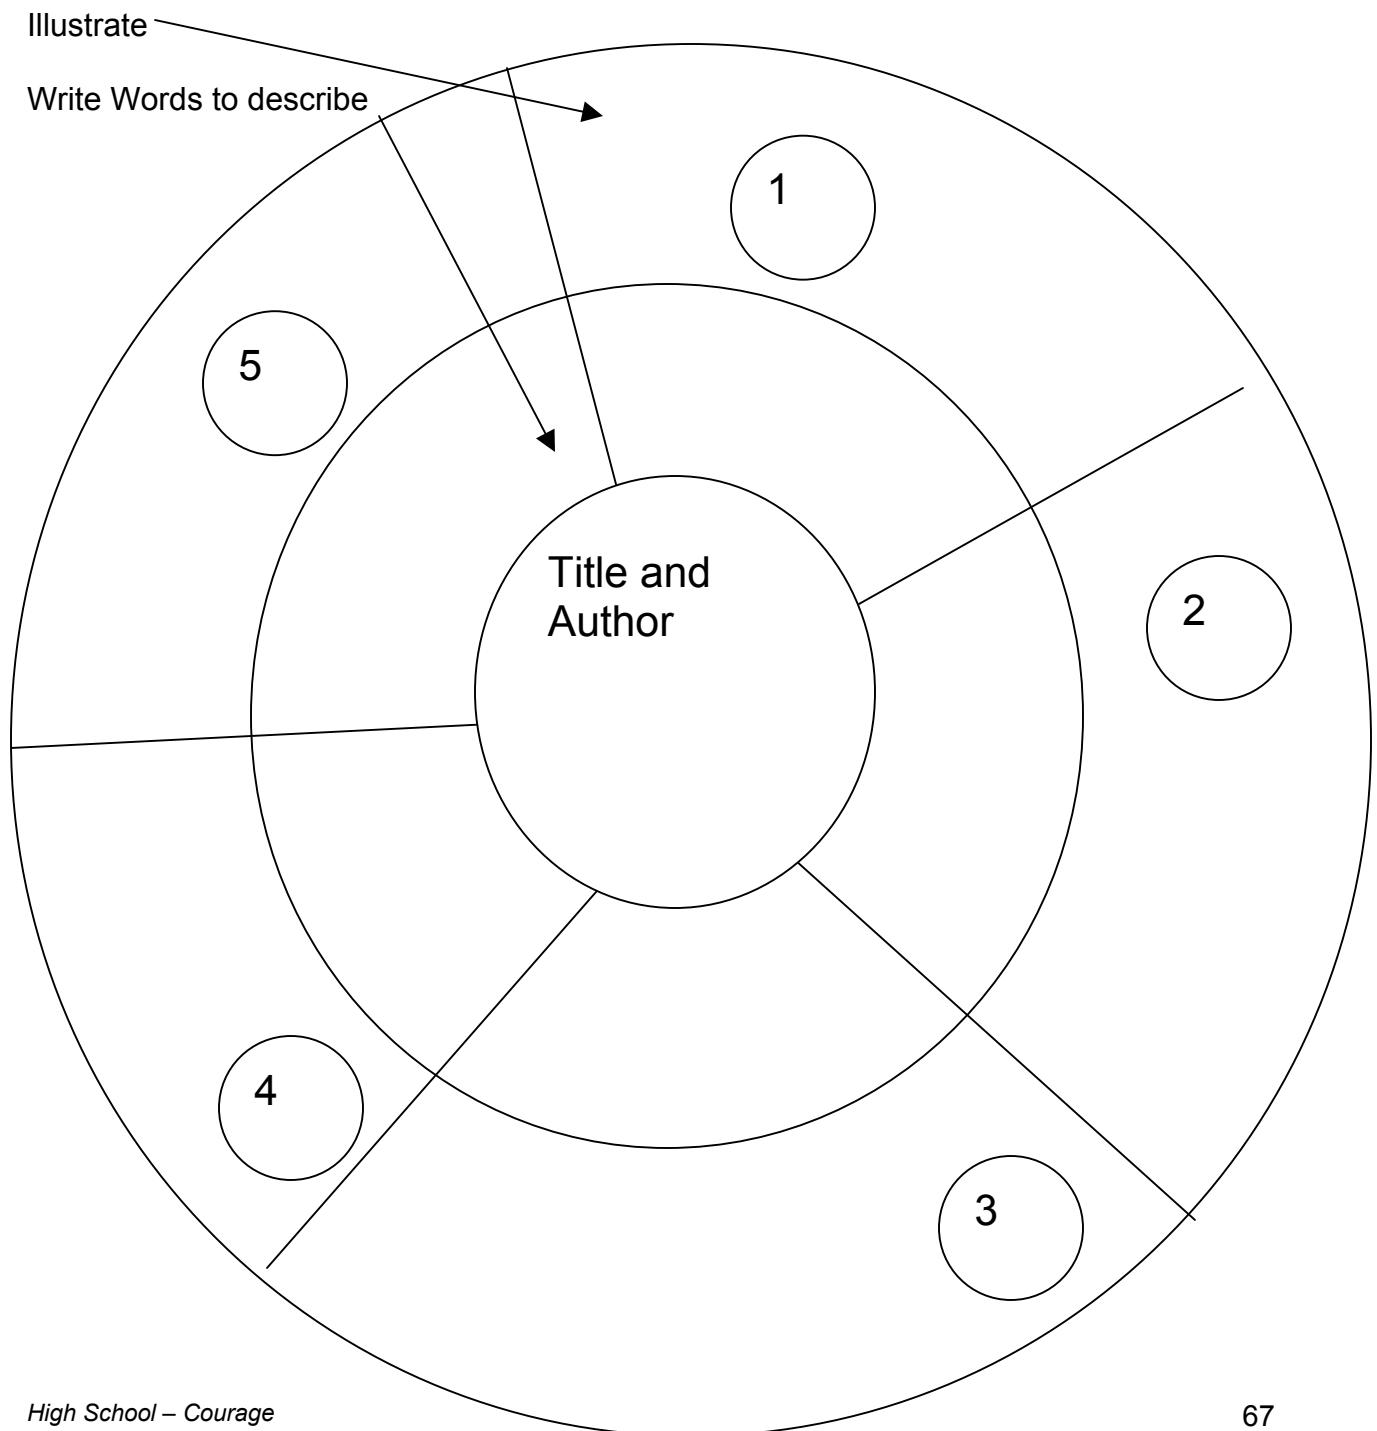 Illustrate
Write Words to describe
1
5
Title and
Author
2
4
3
High School – Courage
67